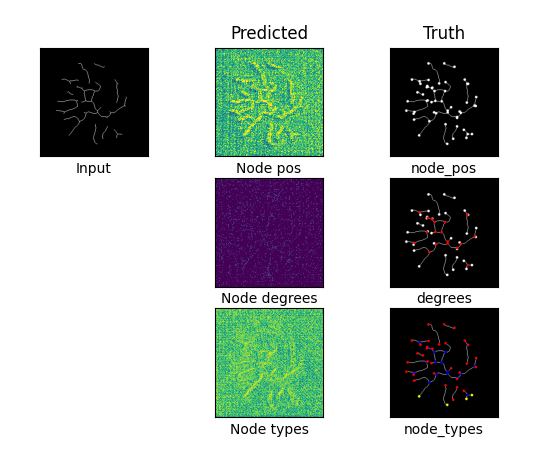 Predicted
Truth
Input
Node pos
node_pos
Node degrees
degrees
Node types
node_types